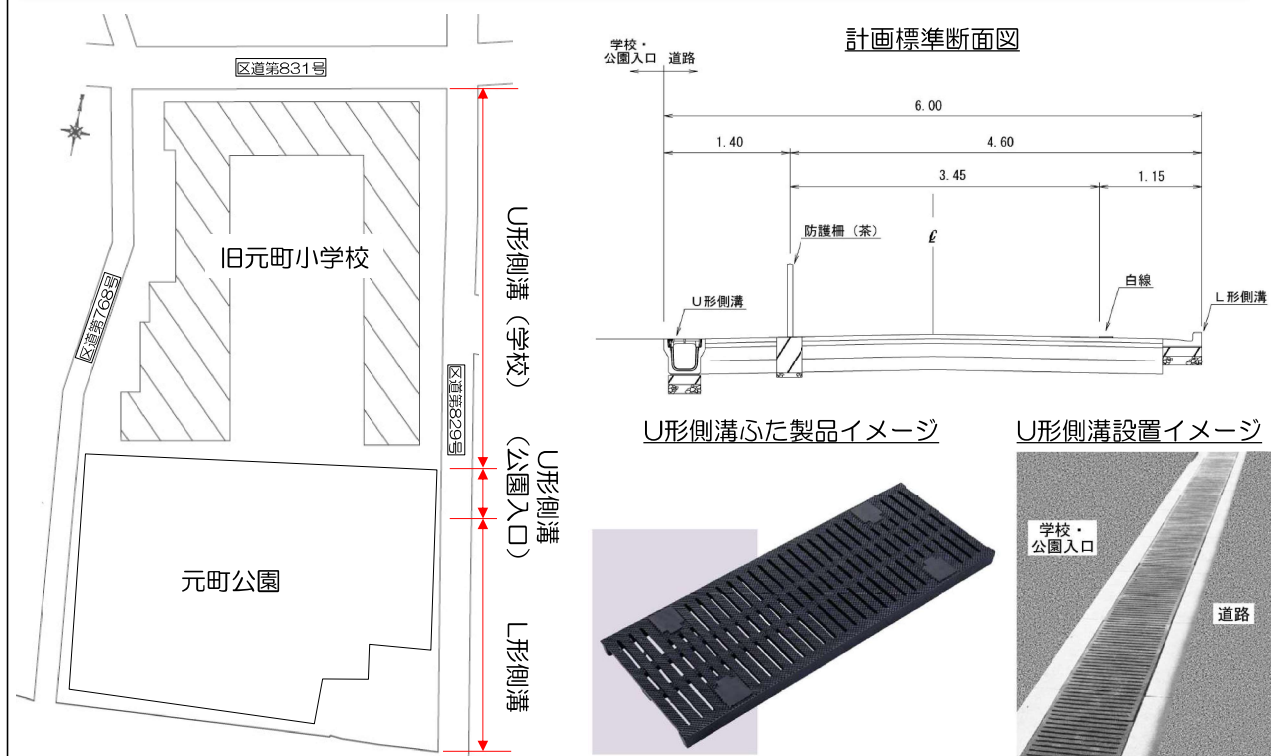 区道第831号
旧元町小学校
区道第768号
区道第829号
U形側溝（学校）
U形側溝
（公園入口）
L形側溝
元町公園
計画標準断面図
学校・
公園入口
道路
6.00
1.40
4.60
3.45
1.15
防護柵（茶）
℄
白線
U形側溝
L形側溝
U形側溝ふた製品イメージ
U形側溝設置イメージ
学校・
公園入口
道路